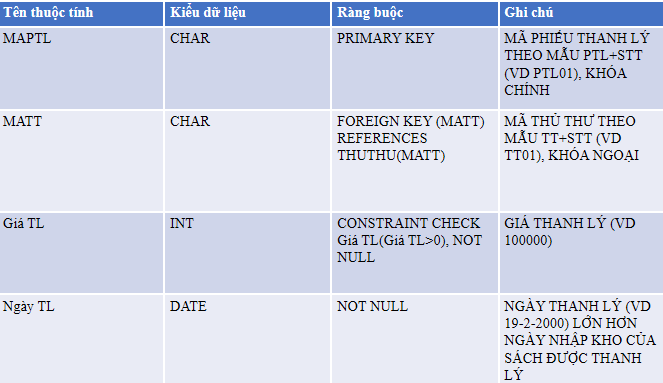 Tên thuộc tính Kiểu dữ liệu Ràng buộc Ghi chú
MAPTL CHAR PRIMARY KEY MÃ PHIẾU THANH LÝ
THEO MẪU PTL+STT
(VD PTL01), KHÓA
CHÍNH
MATT CHAR FOREIGN KEY (MATT) MÃ THỦ THƯ THEO
REFERENCES MẪU TT+STT (VD
THUTHU(MATT) TT01), KHÓA NGOẠI
Giá TL INT CONSTRAINT CHECK GIÁ THANH LÝ (VD
Giá TL(Giá TL>0), NOT 100000)
NULL
Ngày TL DATE NOT NULL NGÀY THANH LÝ (VD
19-2-2000) LỚN HƠN
NGÀY NHẬP KHO CỦA
SÁCH ĐƯỢC THANH
LÝ